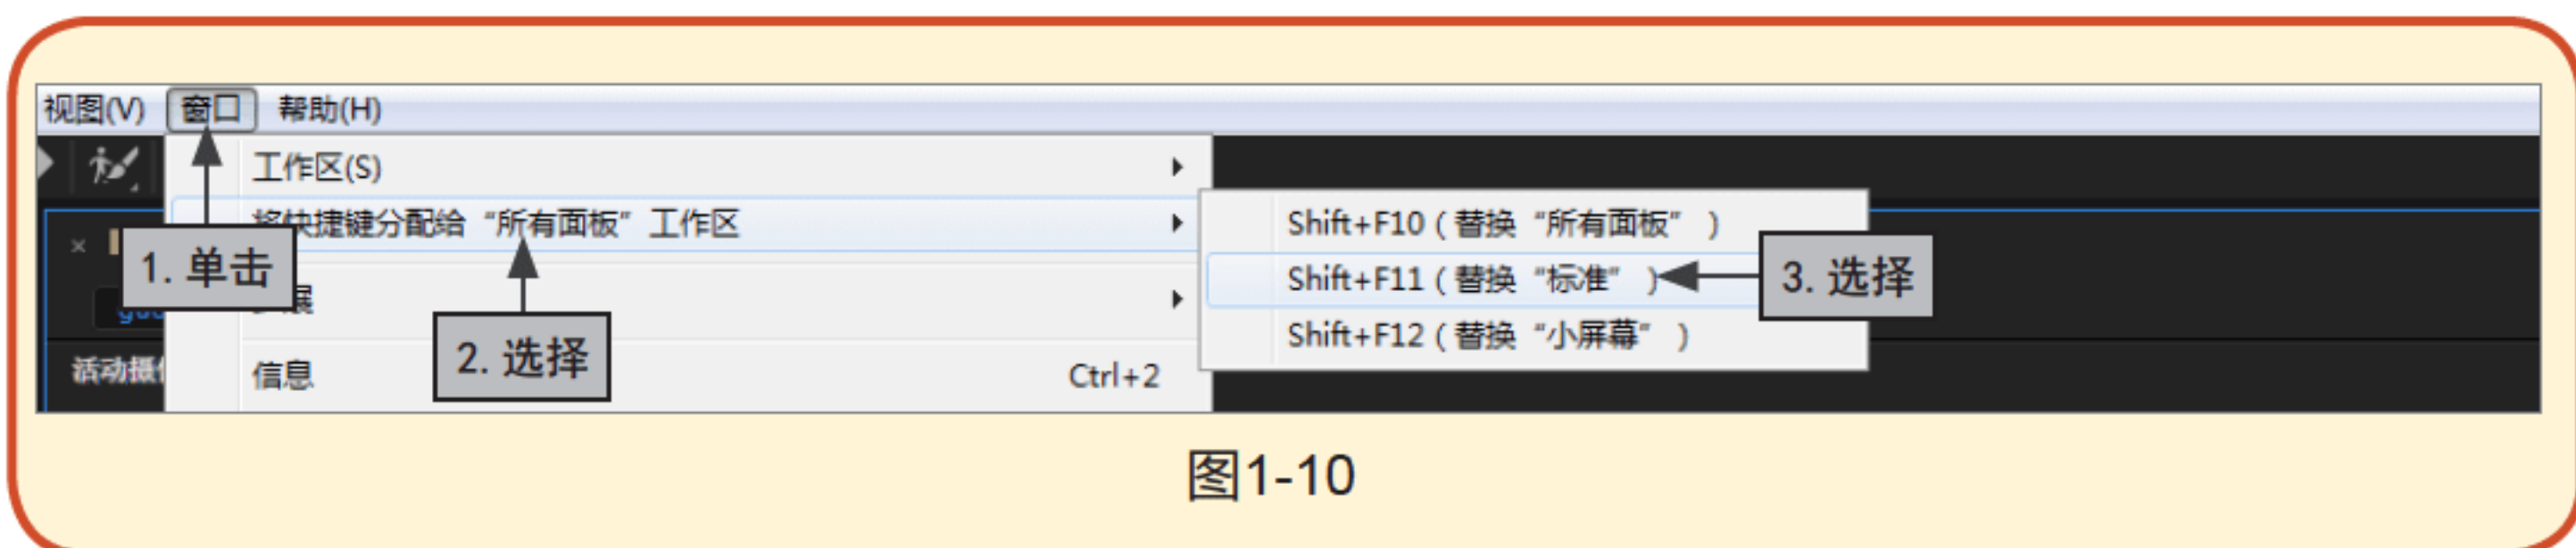 视图(V) 窗口 帮助(H)
工作区(S)
将快捷键分配给“所有面板”工作区
Shift+F10（替换“所有面板”）
1. 单击
Shift+F11（替换“标准”）
3. 选择
展
2. 选择
Shift+F12（替换“小屏幕”）
活动摄
信息 Ctrl+2
图1-10